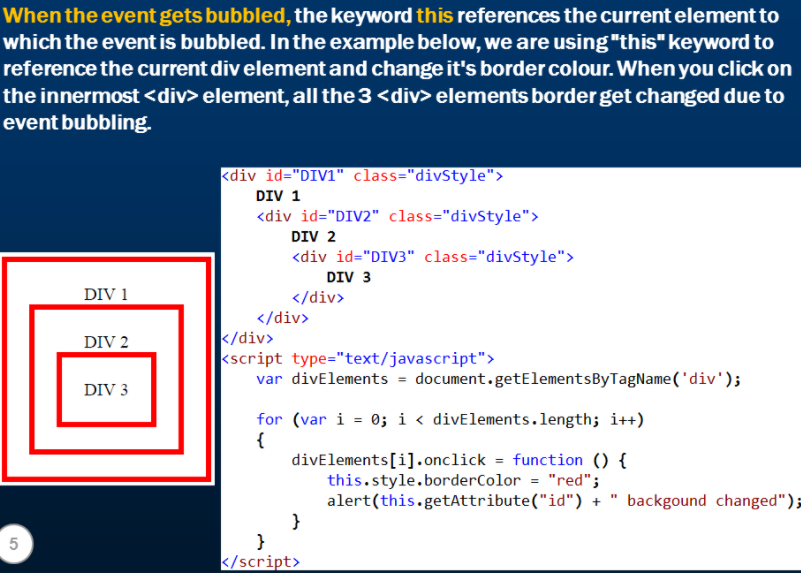 When the event gets bubbled, the keyword this references the current element to
which the event is bubbled. In the example below, we are using "this" keyword to
reference the current div element and change it's border colour. When you click on
the innermost <div> element, all the 3 <div> elements border get changed due to
event bubbling.
DIV 1
DIV 2
DIV 3
<div id="DIV1" class="divStyle">
DIV 1
<div id="DIV2" class="divStyle">
DIV 2
<div id="DIV3" class="divStyle">
DIV 3
</div>
</div>
</div>
<script type="text/javascript">
var divElements = document.getElementsByTagName('div');
for (var i = 0; i < divElements.length; i++)
{
divElements[i].onclick = function () {
this.style.borderColor = "red";
alert(this.getAttribute("id") + " backgound changed");
}
}
</script>
5